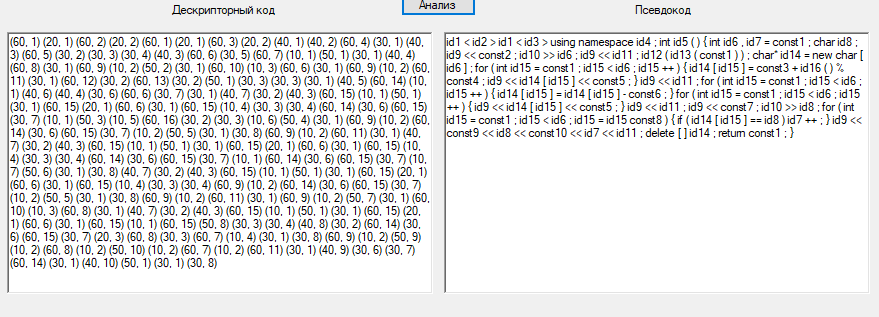 Дескрипторный код
Анализ
Псевдокод
(60, 1) (20, 1) (60, 2) (20, 2) (60, 1) (20, 1) (60, 3) (20, 2) (40, 1) (40, 2) (60, 4) (30, 1) (40,
3) (60, 5) (30, 2) (30, 3) (30, 4) (40, 3) (60, 6) (30, 5) (60, 7) (10, 1) (50, 1) (30, 1) (40, 4)
(60, 8) (30, 1) (60, 9) (10, 2) (50, 2) (30, 1) (60, 10) (10, 3) (60, 6) (30, 1) (60, 9) (10, 2) (60,
11) (30, 1) (60, 12) (30, 2) (60, 13) (30, 2) (50, 1) (30, 3) (30, 3) (30, 1) (40, 5) (60, 14) (10,
1) (40, 6) (40, 4) (30, 6) (60, 6) (30, 7) (30, 1) (40, 7) (30, 2) (40, 3) (60, 15) (10, 1) (50, 1)
(30, 1) (60, 15) (20, 1) (60, 6) (30, 1) (60, 15) (10, 4) (30, 3) (30, 4) (60, 14) (30, 6) (60, 15)
(30, 7) (10, 1) (50, 3) (10, 5) (60, 16) (30, 2) (30, 3) (10, 6) (50, 4) (30, 1) (60, 9) (10, 2) (60,
14) (30, 6) (60, 15) (30, 7) (10, 2) (50, 5) (30, 1) (30, 8) (60, 9) (10, 2) (60, 11) (30, 1) (40,
7) (30, 2) (40, 3) (60, 15) (10, 1) (50, 1) (30, 1) (60, 15) (20, 1) (60, 6) (30, 1) (60, 15) (10,
4) (30, 3) (30, 4) (60, 14) (30, 6) (60, 15) (30, 7) (10, 1) (60, 14) (30, 6) (60, 15) (30, 7) (10,
7) (50, 6) (30, 1) (30, 8) (40, 7) (30, 2) (40, 3) (60, 15) (10, 1) (50, 1) (30, 1) (60, 15) (20, 1)
(60, 6) (30, 1) (60, 15) (10, 4) (30, 3) (30, 4) (60, 9) (10, 2) (60, 14) (30, 6) (60, 15) (30, 7)
(10, 2) (50, 5) (30, 1) (30, 8) (60, 9) (10, 2) (60, 11) (30, 1) (60, 9) (10, 2) (50, 7) (30, 1) (60,
10) (10, 3) (60, 8) (30, 1) (40, 7) (30, 2) (40, 3) (60, 15) (10, 1) (50, 1) (30, 1) (60, 15) (20,
1) (60, 6) (30, 1) (60, 15) (10, 1) (60, 15) (50, 8) (30, 3) (30, 4) (40, 8) (30, 2) (60, 14) (30,
6) (60, 15) (30, 7) (20, 3) (60, 8) (30, 3) (60, 7) (10, 4) (30, 1) (30, 8) (60, 9) (10, 2) (50, 9)
(10, 2) (60, 8) (10, 2) (50, 10) (10, 2) (60, 7) (10, 2) (60, 11) (30, 1) (40, 9) (30, 6) (30, 7)
(60, 14) (30, 1) (40, 10) (50, 1) (30, 1) (30, 8)
id1 < id2 > id1 < id3 > using namespace id4 ; int id5 ( ) { int id6 , id7 = const1 ; char id8 ;
id9 << const2 ; id10 >> id6 ; id9 << id11 ; id12 ( id13 ( const1 ) ) ; char* id14 = new char [
id6 ] ; for ( int id15 = const1 ; id15 < id6 ; id15 ++ ) { id14 [ id15 ] = const3 + id16 ( ) %
const4 ; id9 << id14 [ id15 ] << const5 ; } id9 << id11 ; for ( int id15 = const1 ; id15 < id6 ;
id15 ++ ) { id14 [ id15 ] = id14 [ id15 ] - const6 ; } for ( int id15 = const1 ; id15 < id6 ; id15
++ ) { id9 << id14 [ id15 ] << const5 ; } id9 << id11 ; id9 << const7 ; id10 >> id8 ; for ( int
id15 = const1 ; id15 < id6 ; id15 = id15 const8 ) { if ( id14 [ id15 ] == id8 ) id7 ++ ; } id9 <<
const9 << id8 << const10 << id7 << id11 ; delete [ ] id14 ; return const1 ; }